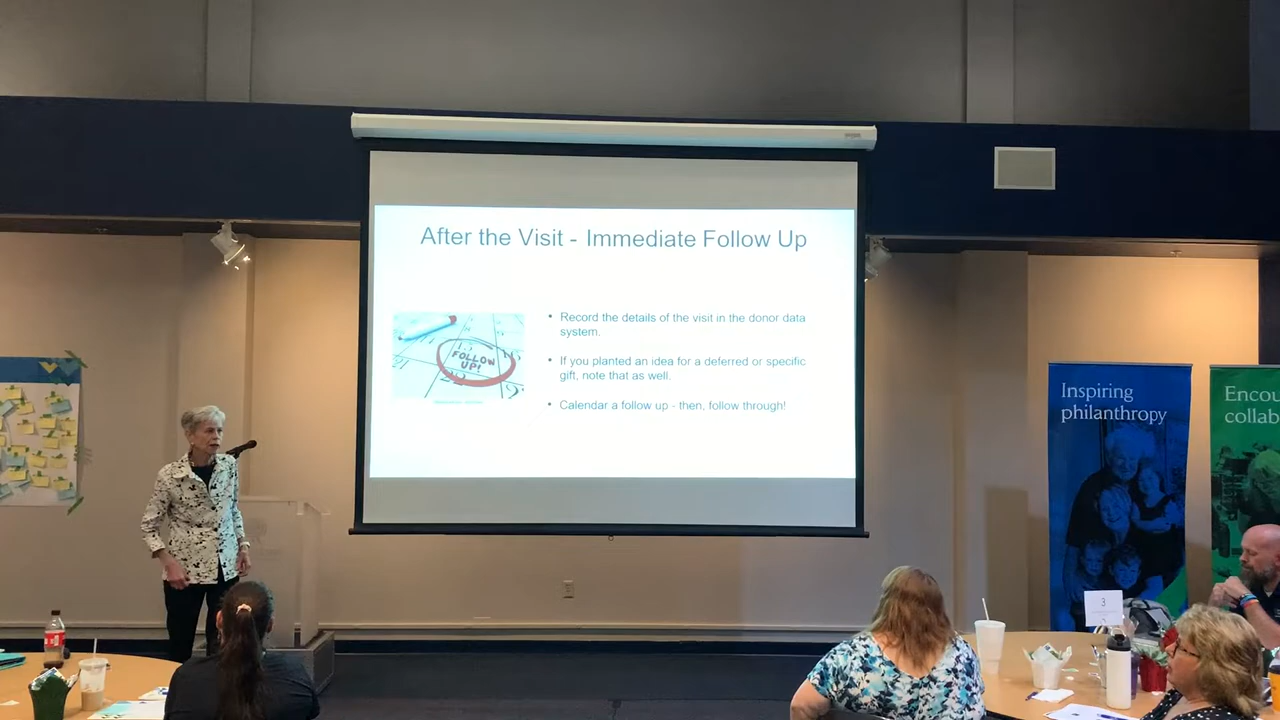 After the Visit - Immediate Follow Up
FOLLOW
UP!
• Record the details of the visit in the donor data
system.
• If you planted an idea for a deferred or specific
gift, note that as well.
• Calendar a follow up - then, follow through!
Inspiring
philanthropy
Encou
collab
3